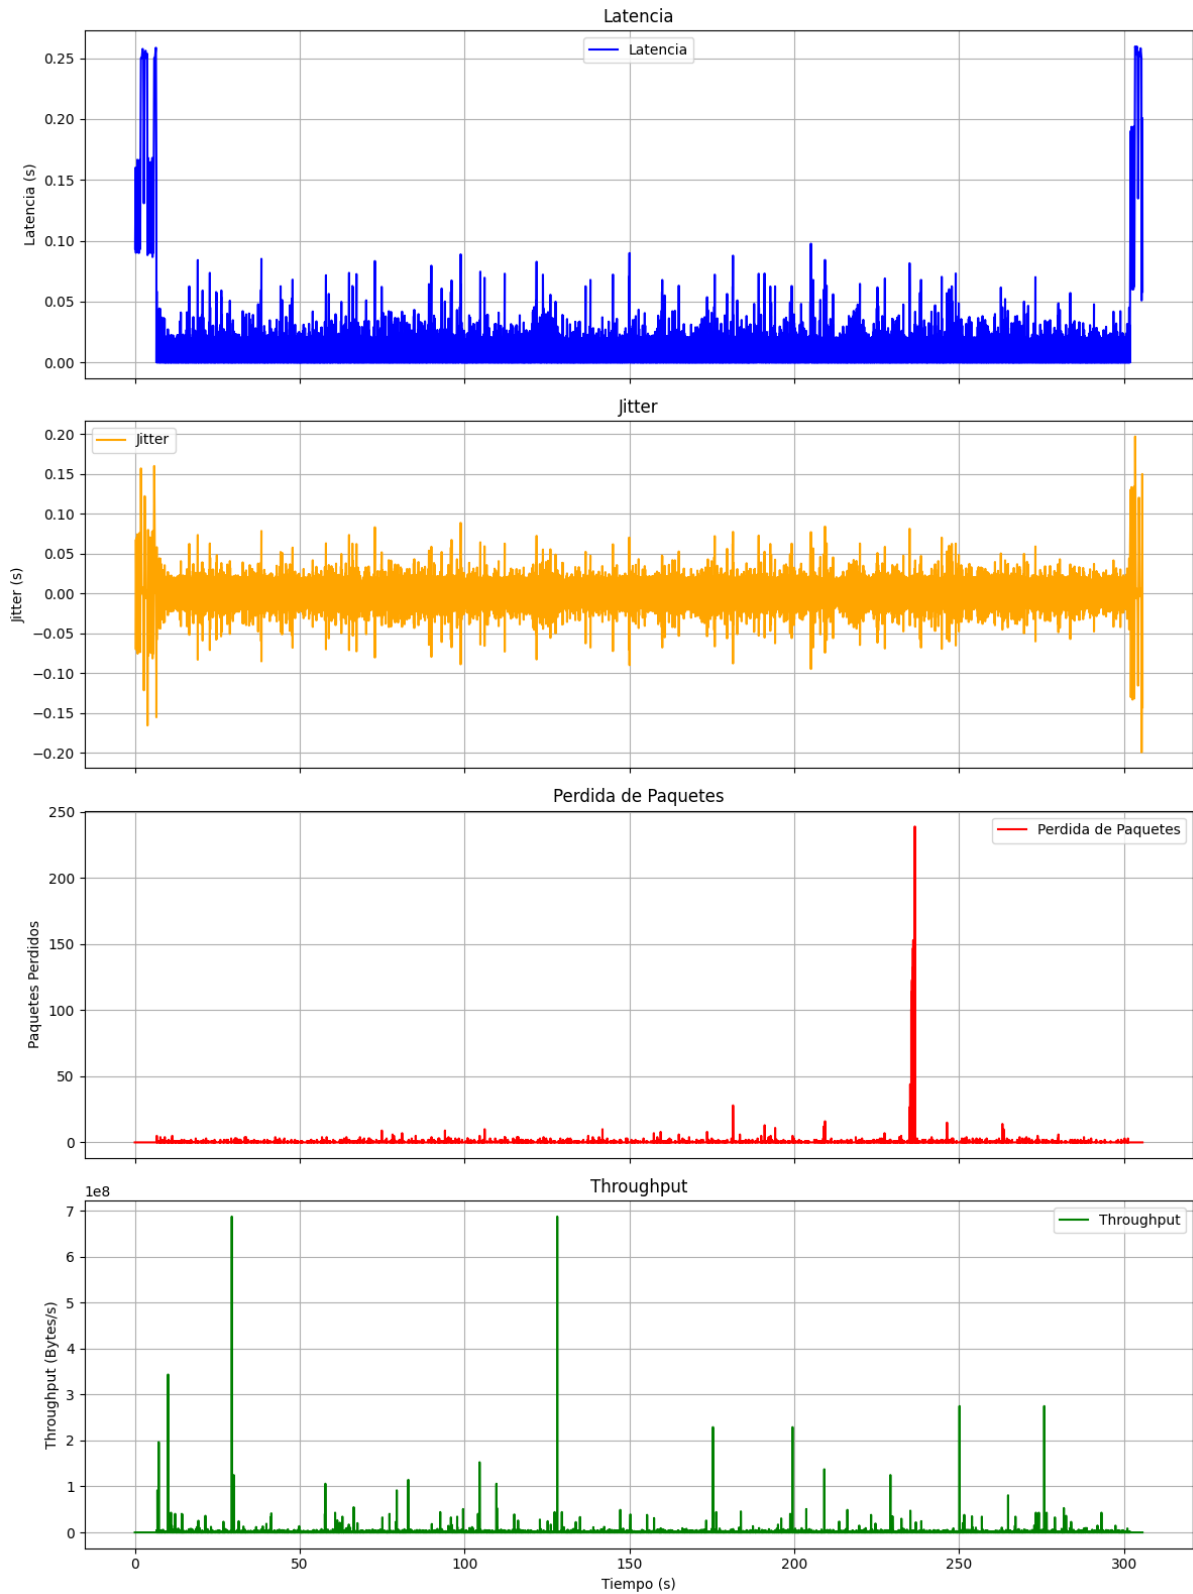 Latencia
Latencia
Latencia (s)
0.25
0.20
0.15
0.10
0.05
0.00
Jitter
Jitter
Jitter (s)
0.20
0.15
0.10
0.05
0.00
−0.05
−0.10
−0.15
−0.20
Perdida de Paquetes
Perdida de Paquetes
Paquetes Perdidos
250
200
150
100
50
0
Throughput
1e8
Throughput
Throughput (Bytes/s)
7
6
5
4
3
2
1
0
0 50 100 150 200 250 300
Tiempo (s)